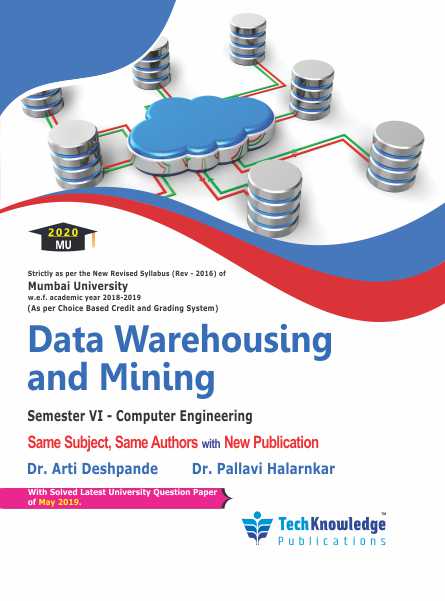 2020
MU
Strictly as per the New Revised Syllabus (Rev - 2016) of
Mumbai University
w.e.f. academic year 2018-2019
(As per Choice Based Credit and Grading System)
Data Warehousing
and Mining
Semester VI - Computer Engineering
Same Subject, Same Authors with New Publication
Dr. Arti Deshpande Dr. Pallavi Halarnkar
With Solved Latest University Question Paper
of May 2019.
TechKnowledge™
Publications